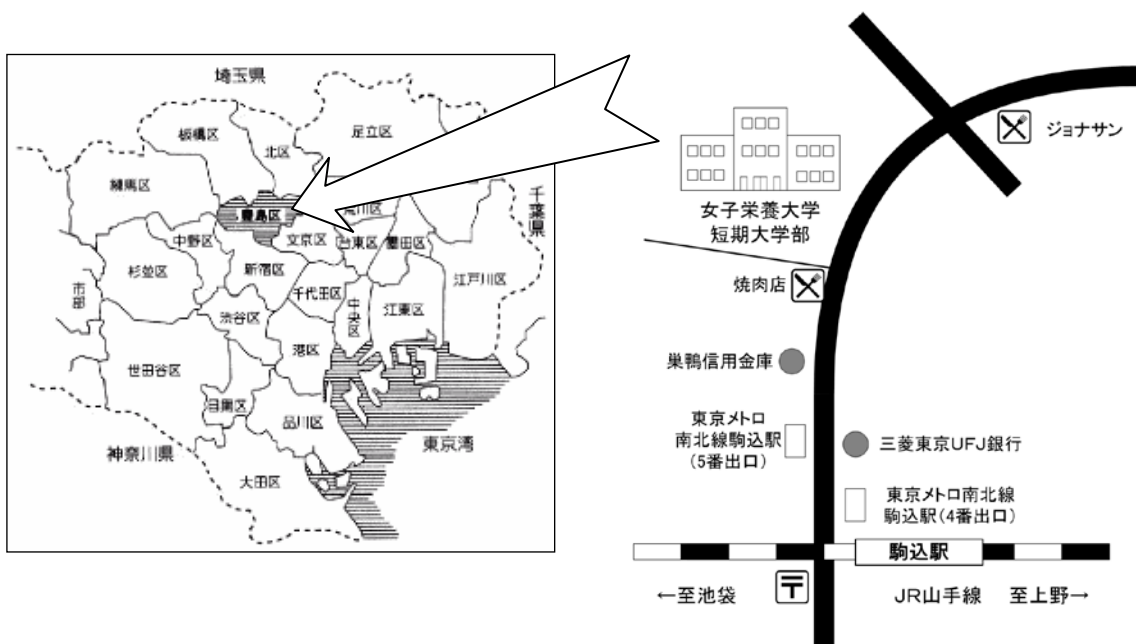 埼玉県
板橋区
北区
足立区
練馬区
豊島区
荒川区
千葉県
中野区
文京区
台東区
墨田区
杉並区
新宿区
江戸川区
市部
千代田区
中央区
江東区
渋谷区
港区
世田谷区
目黒区
品川区
東京湾
神奈川県
大田区
ジョナサン
女子栄養大学
短期大学部
焼肉店
巣鴨信用金庫
東京メトロ
南北線駒込駅
(5番出口)
三菱東京UFJ銀行
東京メトロ南北線
駒込駅(4番出口)
駒込駅
←至池袋
〒
JR山手線
至上野→